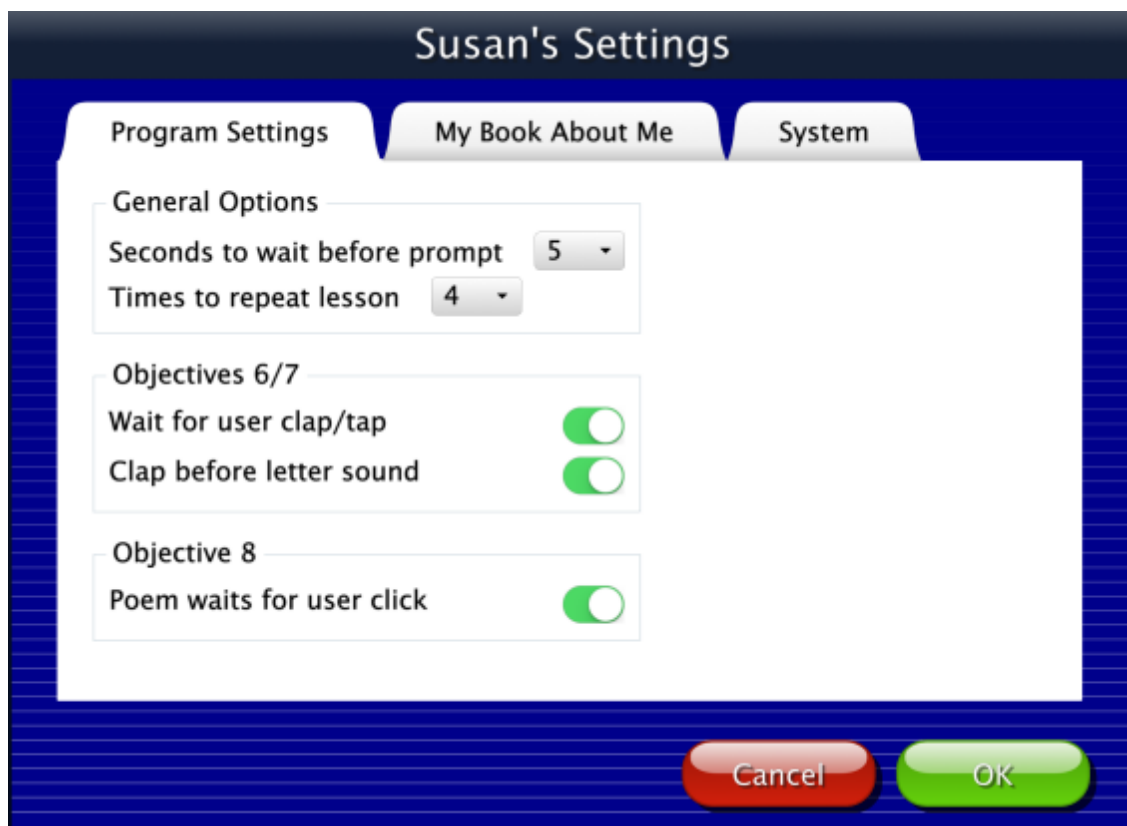 Susan's Settings
Program Settings My Book About Me System
General Options
Seconds to wait before prompt 5
Times to repeat lesson 4
Objectives 6/7
Wait for user clap/tap
Clap before letter sound
Objective 8
Poem waits for user click
Cancel OK